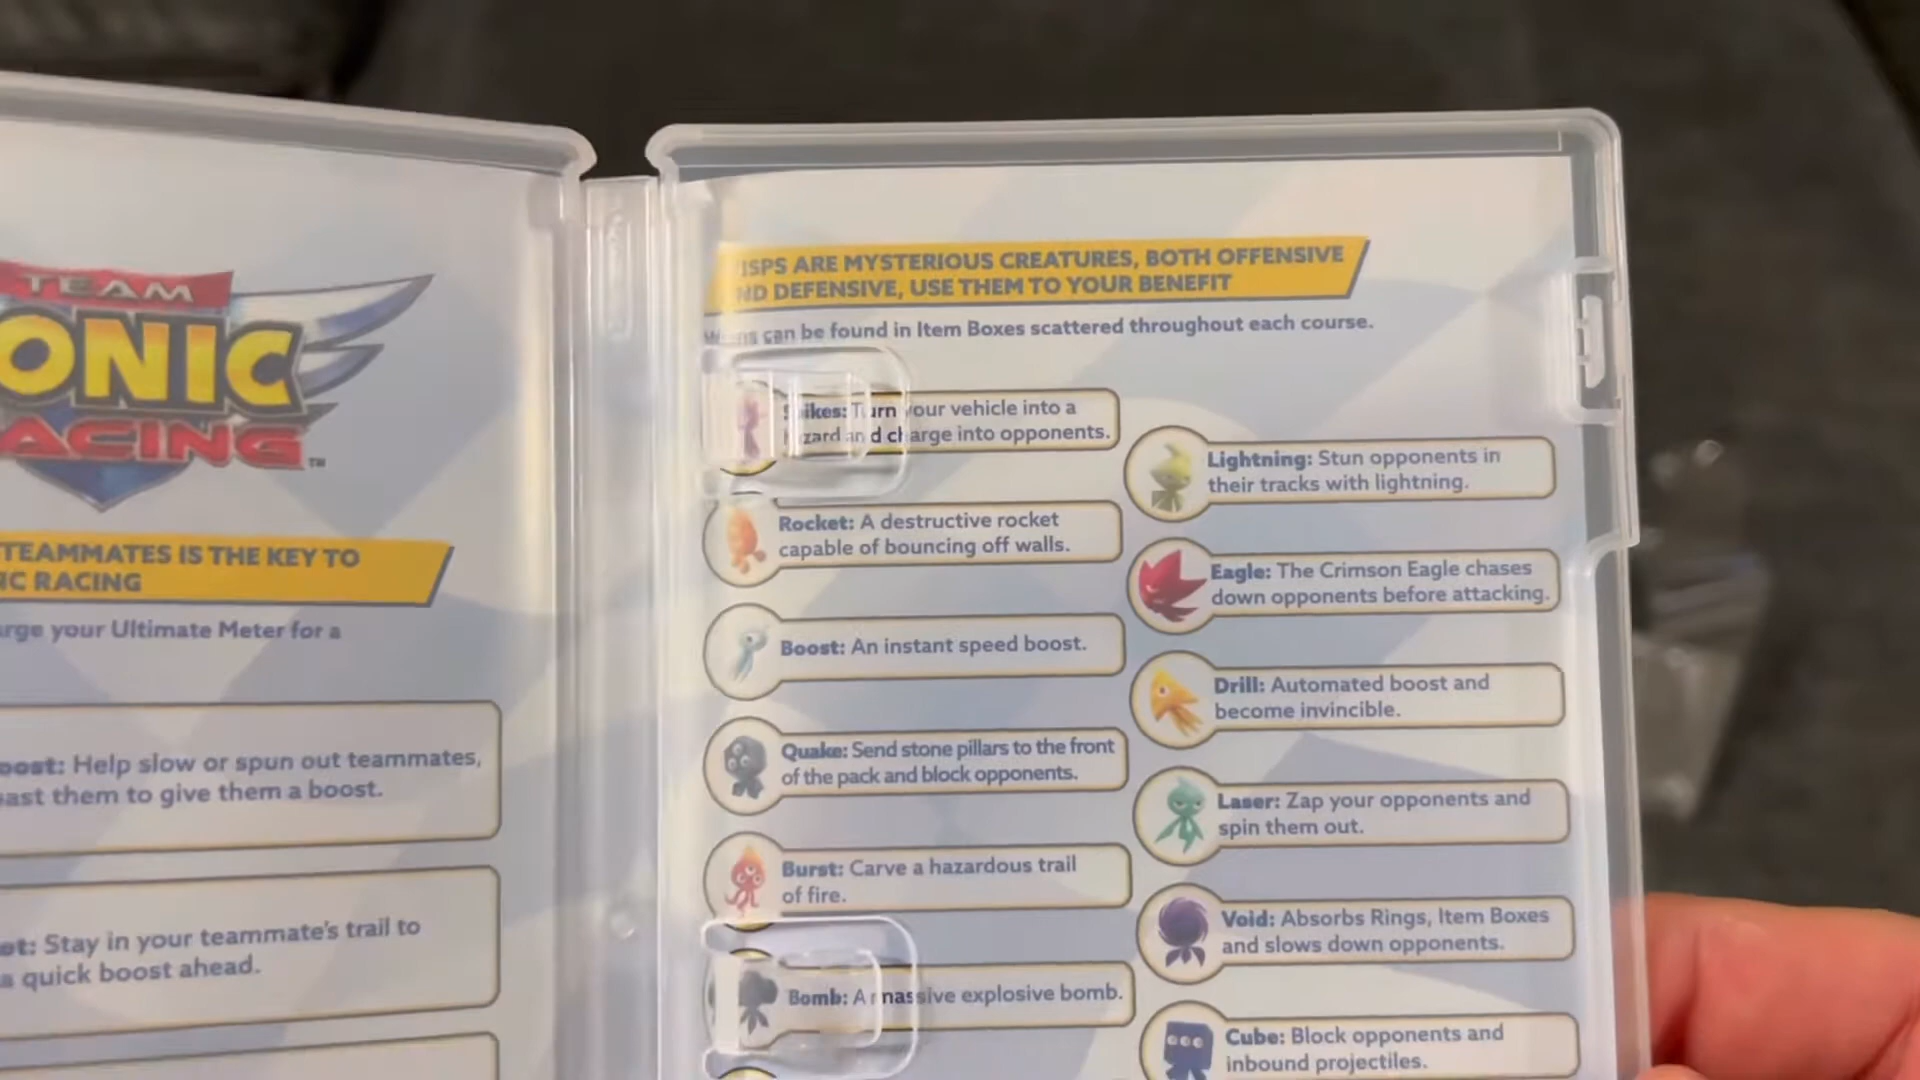 TEAM
ONIC
ACING
TM
TEAMMATES IS THE KEY TO
IC RACING
arge your Ultimate Meter for a
oost: Help slow or spun out teammates,
past them to give them a boost.
ot: Stay in your teammate's trail to
a quick boost ahead.
ISPS ARE MYSTERIOUS CREATURES, BOTH OFFENSIVE
ND DEFENSIVE, USE THEM TO YOUR BENEFIT
can be found in Item Boxes scattered throughout each course.
Spikes: Turn your vehicle into a
hazard and charge into opponents.
Rocket: A destructive rocket
capable of bouncing off walls.
Boost: An instant speed boost.
Quake: Send stone pillars to the front
of the pack and block opponents.
Burst: Carve a hazardous trail
of fire.
Bomb: A massive explosive bomb.
Lightning: Stun opponents in
their tracks with lightning.
Eagle: The Crimson Eagle chases
down opponents before attacking.
Drill: Automated boost and
become invincible.
Laser: Zap your opponents and
spin them out.
Void: Absorbs Rings, Item Boxes
and slows down opponents.
Cube: Block opponents and
inbound projectiles.